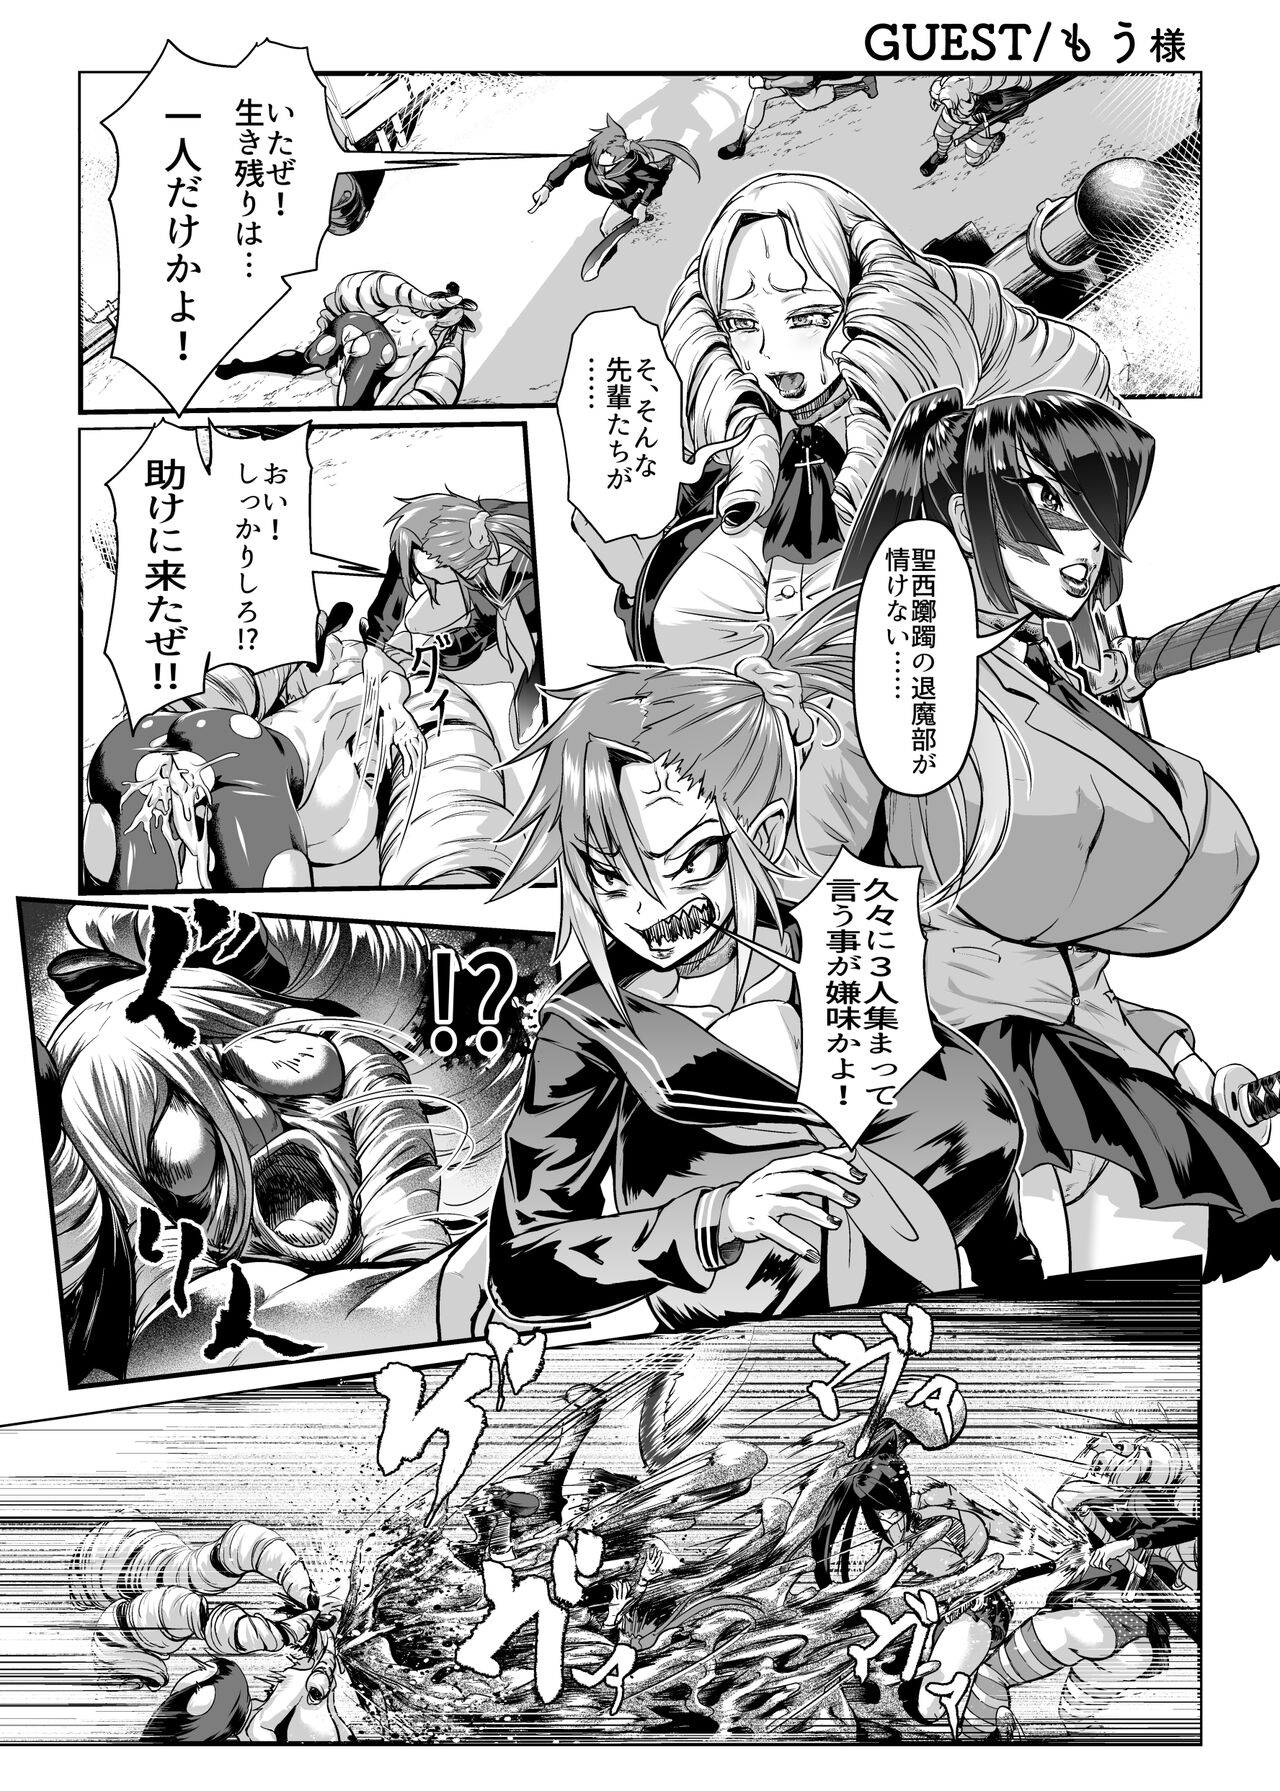 GUEST/もう様
そ、そんな
先輩たちが
……
いたぜ！
生き残りは…
一人だけかよ！
聖西躑躅の退魔部が
情けない……
久々に3人集まって
言う事が嫌味かよ！
おい！
しっかりしろ!?
助けに来たぜ!!
グィ
!?